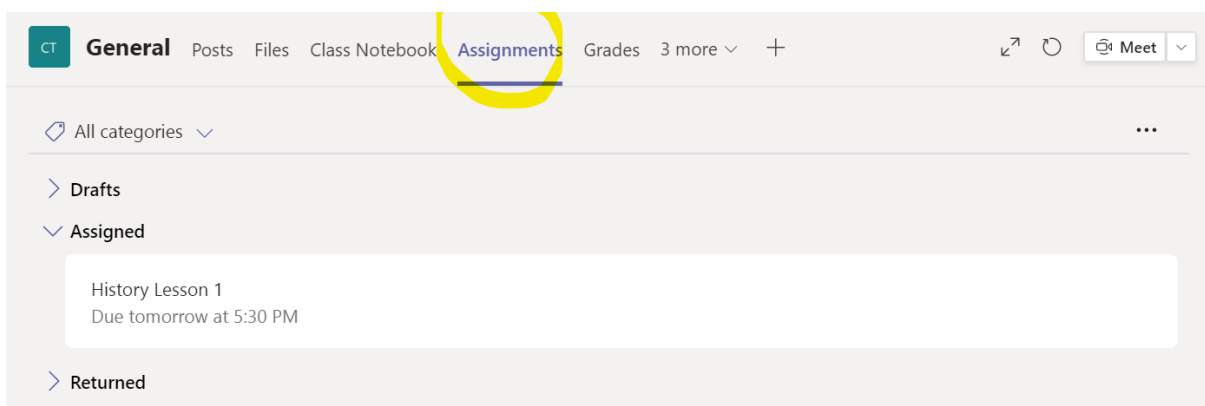 CT General Posts Files Class Notebook Assignments Grades 3 more Meet
All categories
Drafts
Assigned
History Lesson 1
Due tomorrow at 5:30 PM
Returned